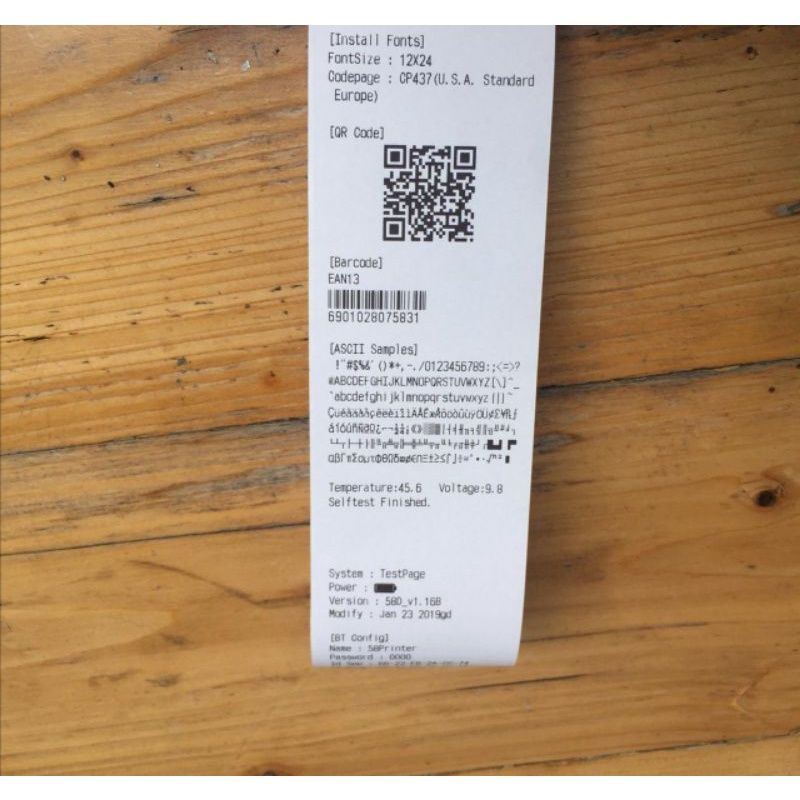 [Install Fonts]
FontSize : 12X24
Codepage : CP437(U.S.A. Standard
Europe)
[QR Code]
[Barcode]
EAN13
6901028075831
[ASCII Samples]
!"#$%&'()*+,-./0123456789:;<=>?
@ABCDEFGHIJKLMNOPQRSTUVWXYZ[\]^_
`abcdefghijklmnopqrstuvwxyz{|}~
Temperature:45.6 Voltage:9.8
Selftest Finished.
System : TestPage
Power :
Version : 58D_v1.16B
Modify : Jan 23 2019gd
[BT Config]
Name : 58Printer
Password : 0000